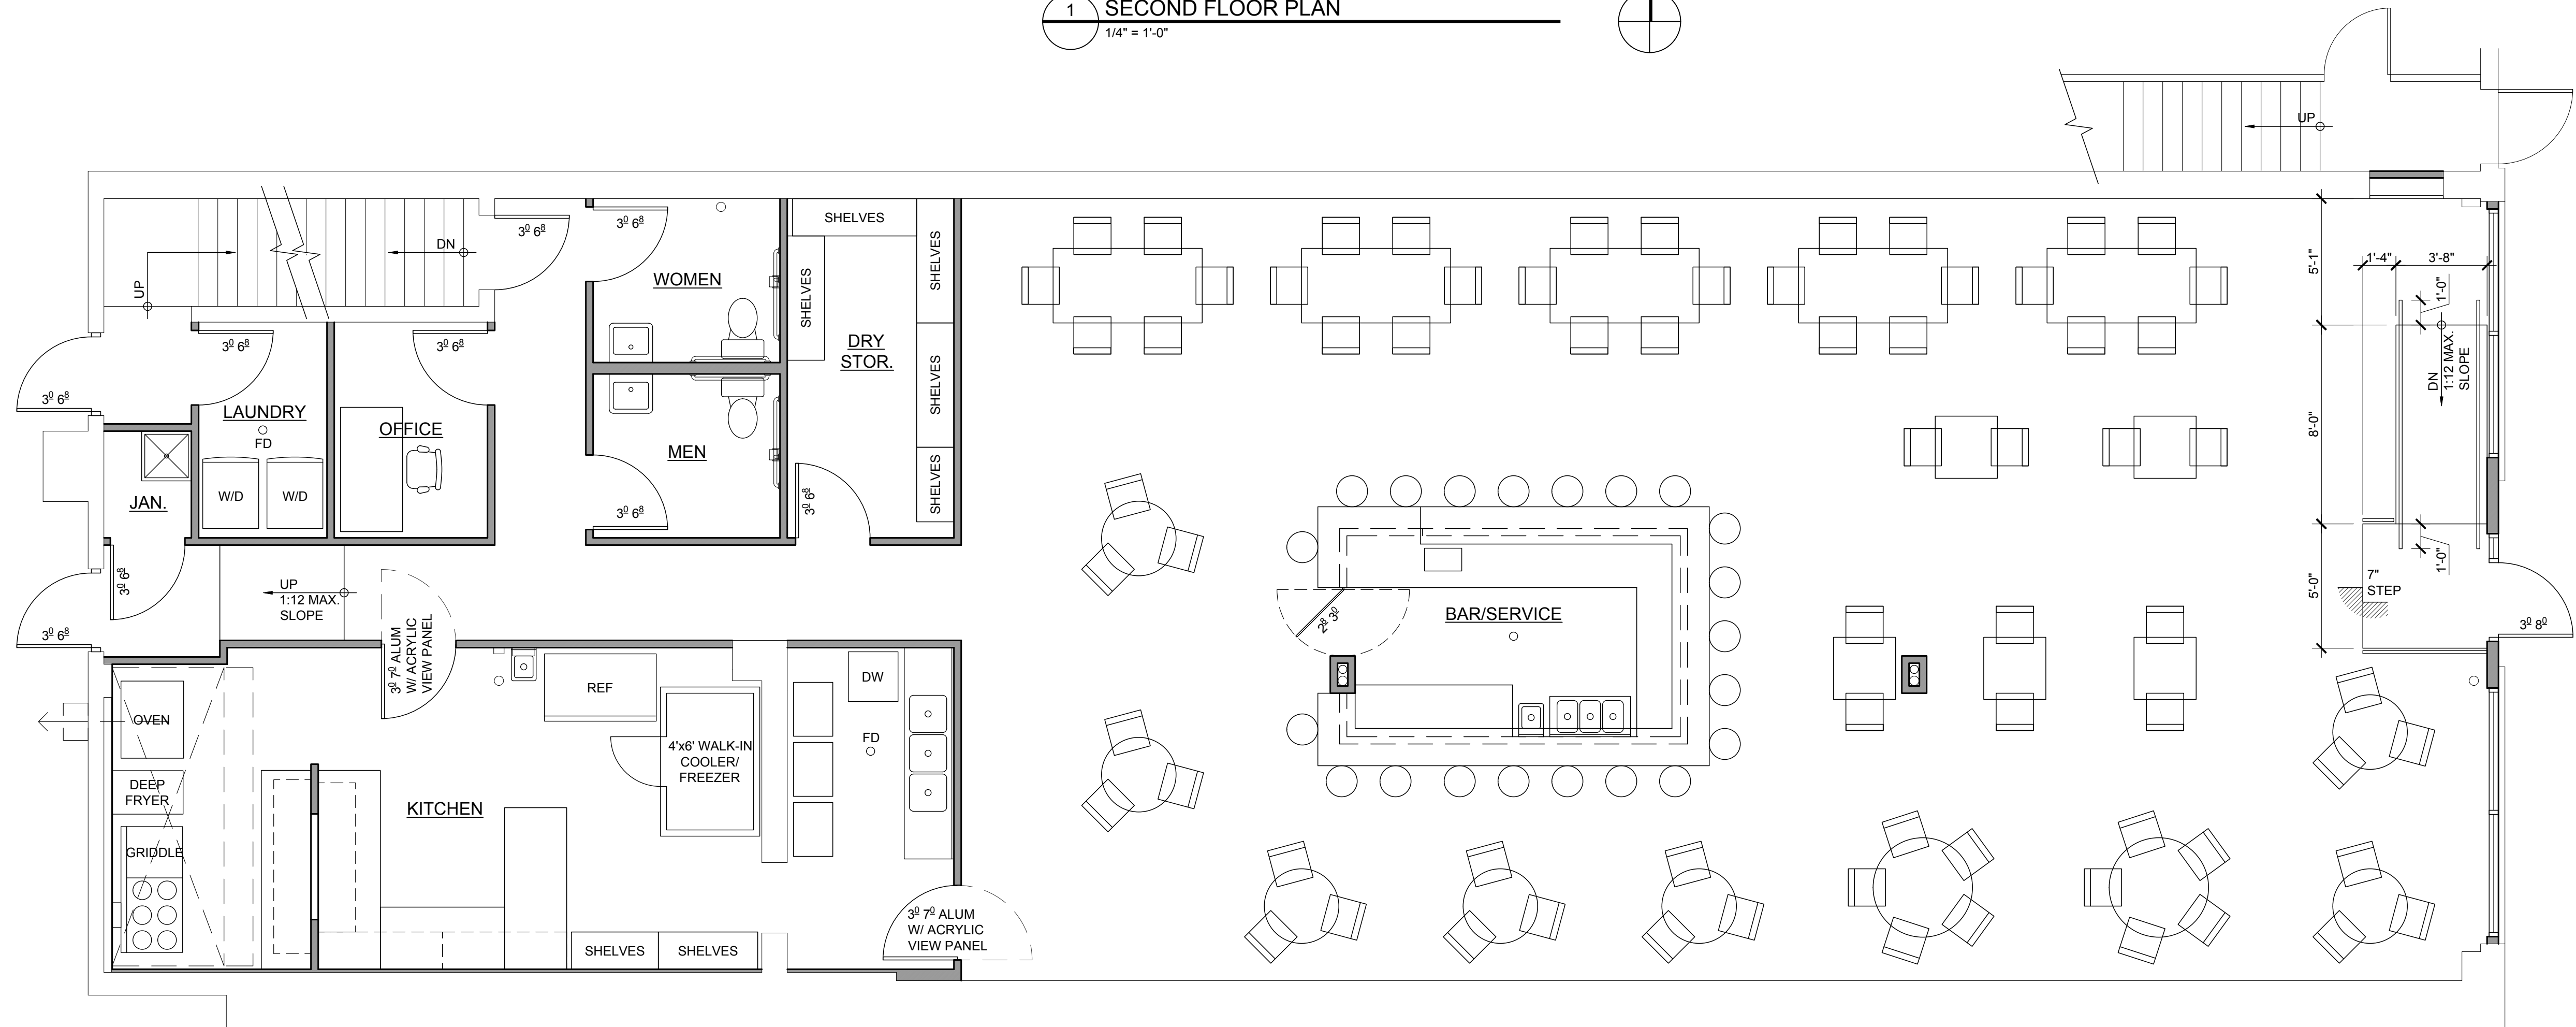 1 SECOND FLOOR PLAN
1/4" = 1'-0"
UP
UP
DN
3⁰ 6⁸
3⁰ 6⁸
SHELVES
SHELVES
SHELVES
WOMEN
5'-1"
1'-4"
3'-8"
1'-0"
3⁰ 6⁸
3⁰ 6⁸
DRY
STOR.
3⁰ 6⁸
LAUNDRY
FD
OFFICE
SHELVES
DN
1:12 MAX.
SLOPE
8'-0"
MEN
W/D
W/D
JAN.
3⁰ 6⁸
3⁰ 6⁸
SHELVES
3⁰ 6⁸
UP
1:12 MAX.
SLOPE
3⁰ 6⁸
3⁰ 7⁰ ALUM
W/ ACRYLIC
VIEW PANEL
2⁸ 3⁰
BAR/SERVICE
1'-0"
5'-0"
7"
STEP
3⁰ 8⁰
REF
DW
OVEN
FD
4'x6' WALK-IN
COOLER/
FREEZER
DEEP
FRYER
KITCHEN
GRIDDLE
SHELVES
SHELVES
3⁰ 7⁰ ALUM
W/ ACRYLIC
VIEW PANEL